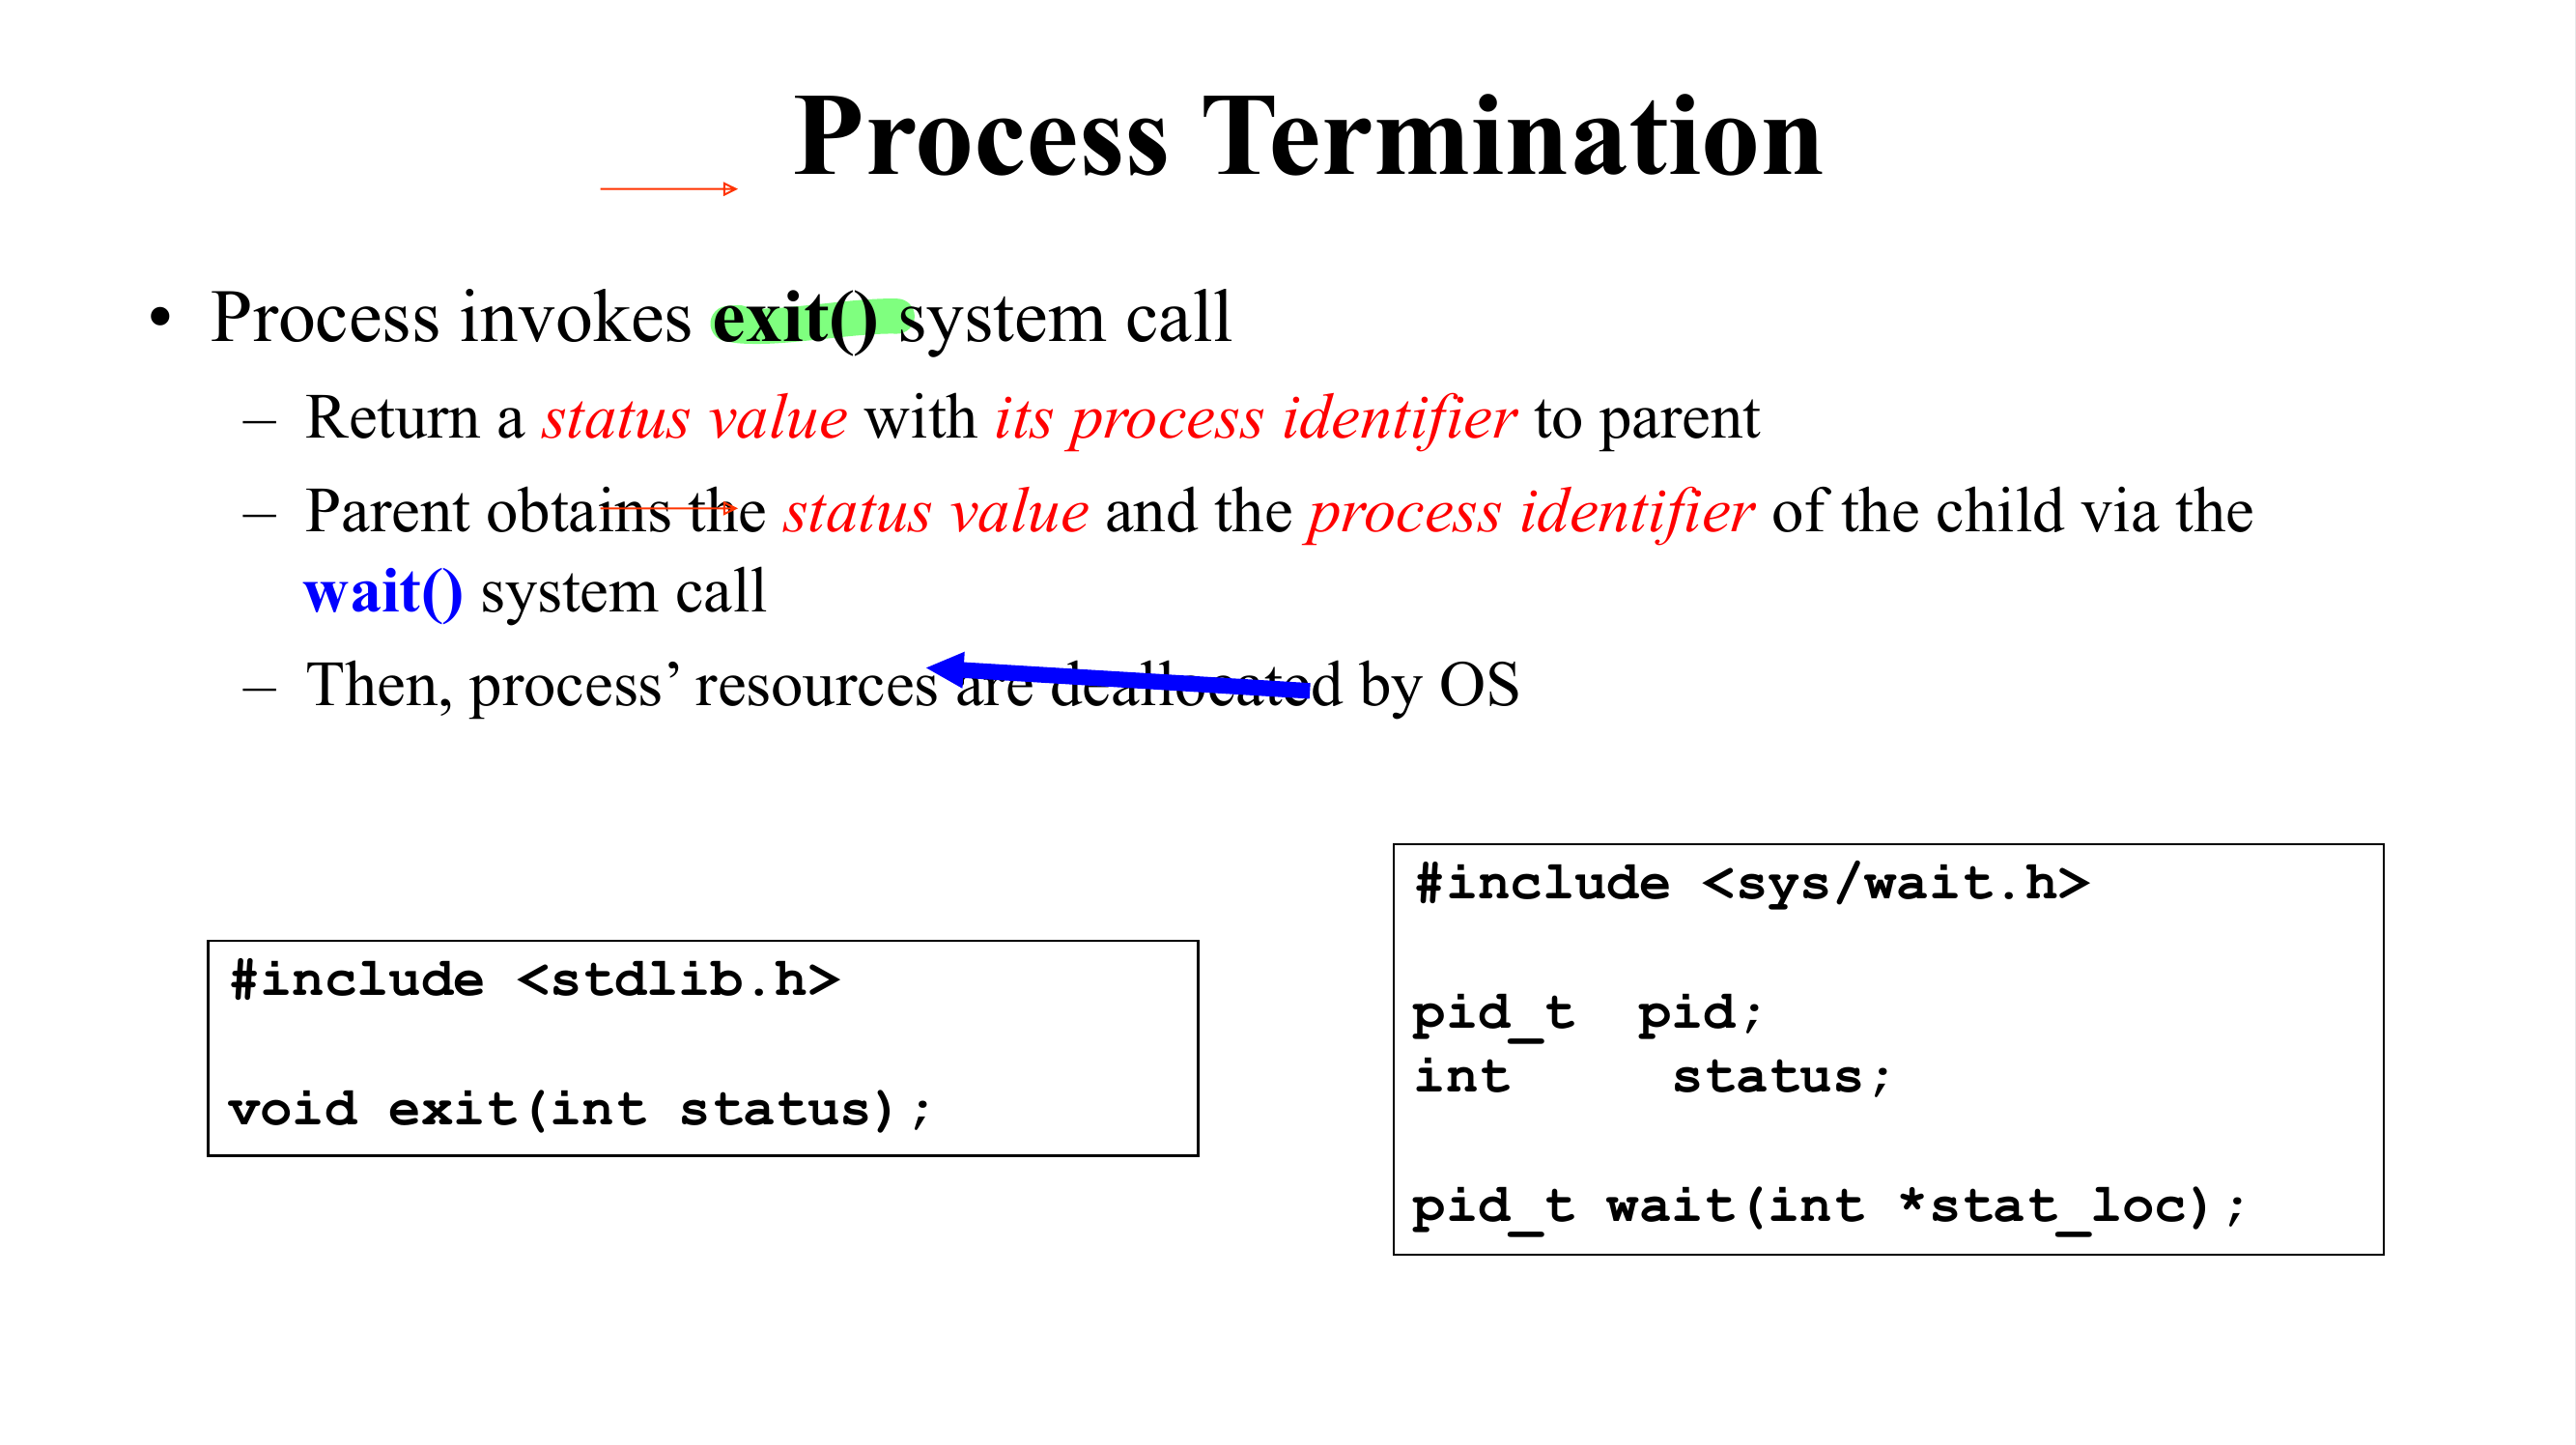 Process Termination
• Process invokes exit() system call
– Return a status value with its process identifier to parent
– Parent obtains the status value and the process identifier of the child via the
wait() system call
– Then, process’ resources are deallocated by OS
#include <stdlib.h>
void exit(int status);
#include <sys/wait.h>
pid_t pid;
int status;
pid_t wait(int *stat_loc);